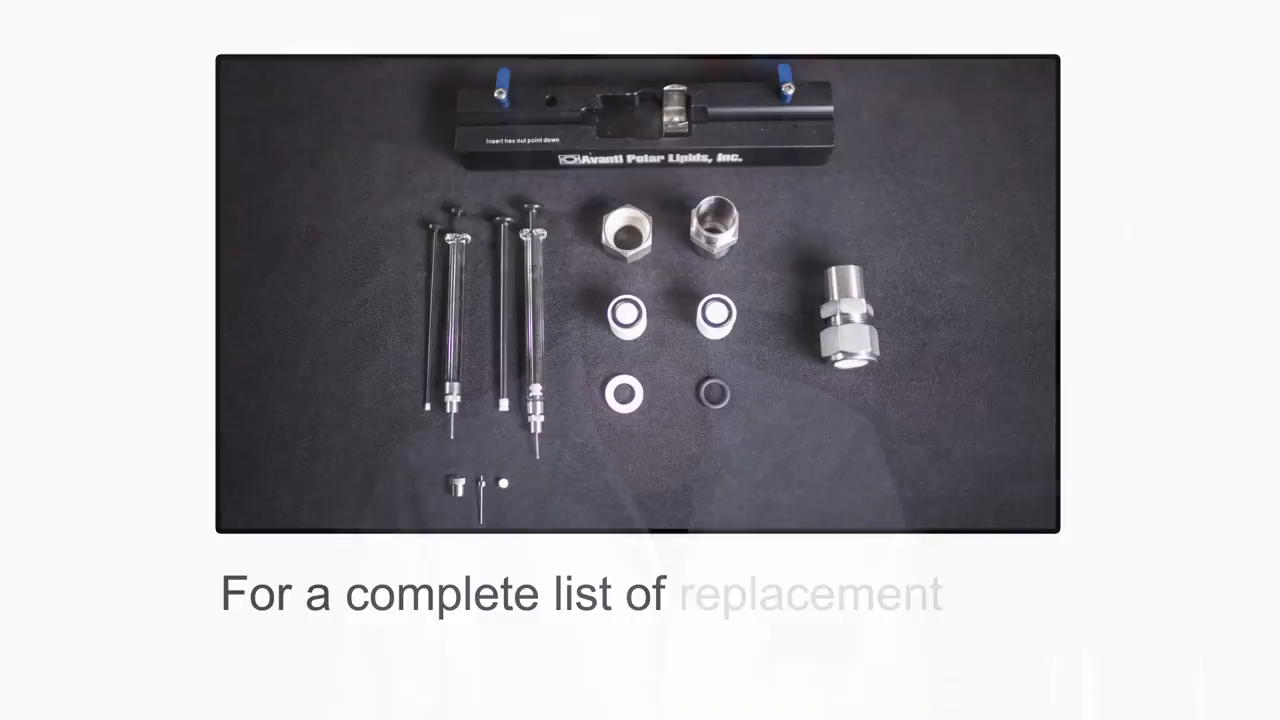 Insert hex nut point down
Avanti Polar Lipids, Inc.
For a complete list of replacement